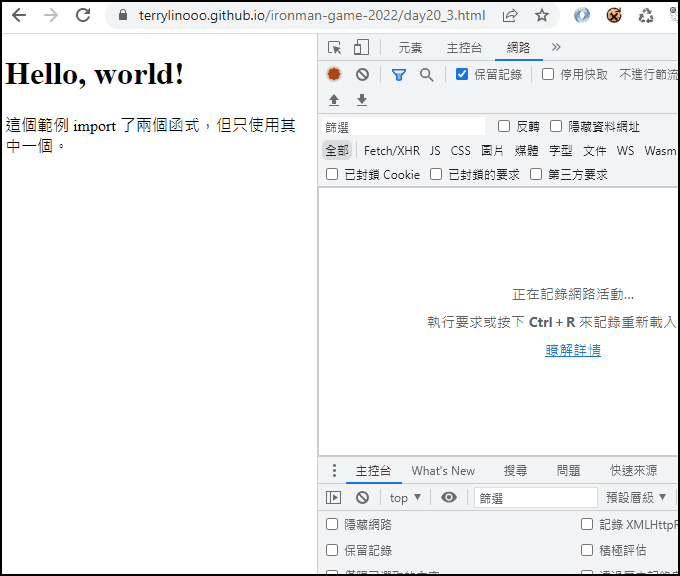 terrylinooo.github.io/ironman-game-2022/day20_3.html
Hello, world!
這個範例 import 了兩個函式，但只使用其
中一個。
元素 主控台 網路
保留記錄 停用快取 不進行節流
篩選 反轉 隱藏資料網址
全部 Fetch/XHR JS CSS 圖片 媒體 字型 文件 WS Wasm
已封鎖 Cookie 已封鎖的要求 第三方要求
正在記錄網路活動...
執行要求或按下 Ctrl + R 來記錄重新載入
瞭解詳情
主控台 What's New 搜尋 問題 快速來源
top 篩選 預設層級
隱藏網路 記錄 XMLHttpR
保留記錄 積極評估